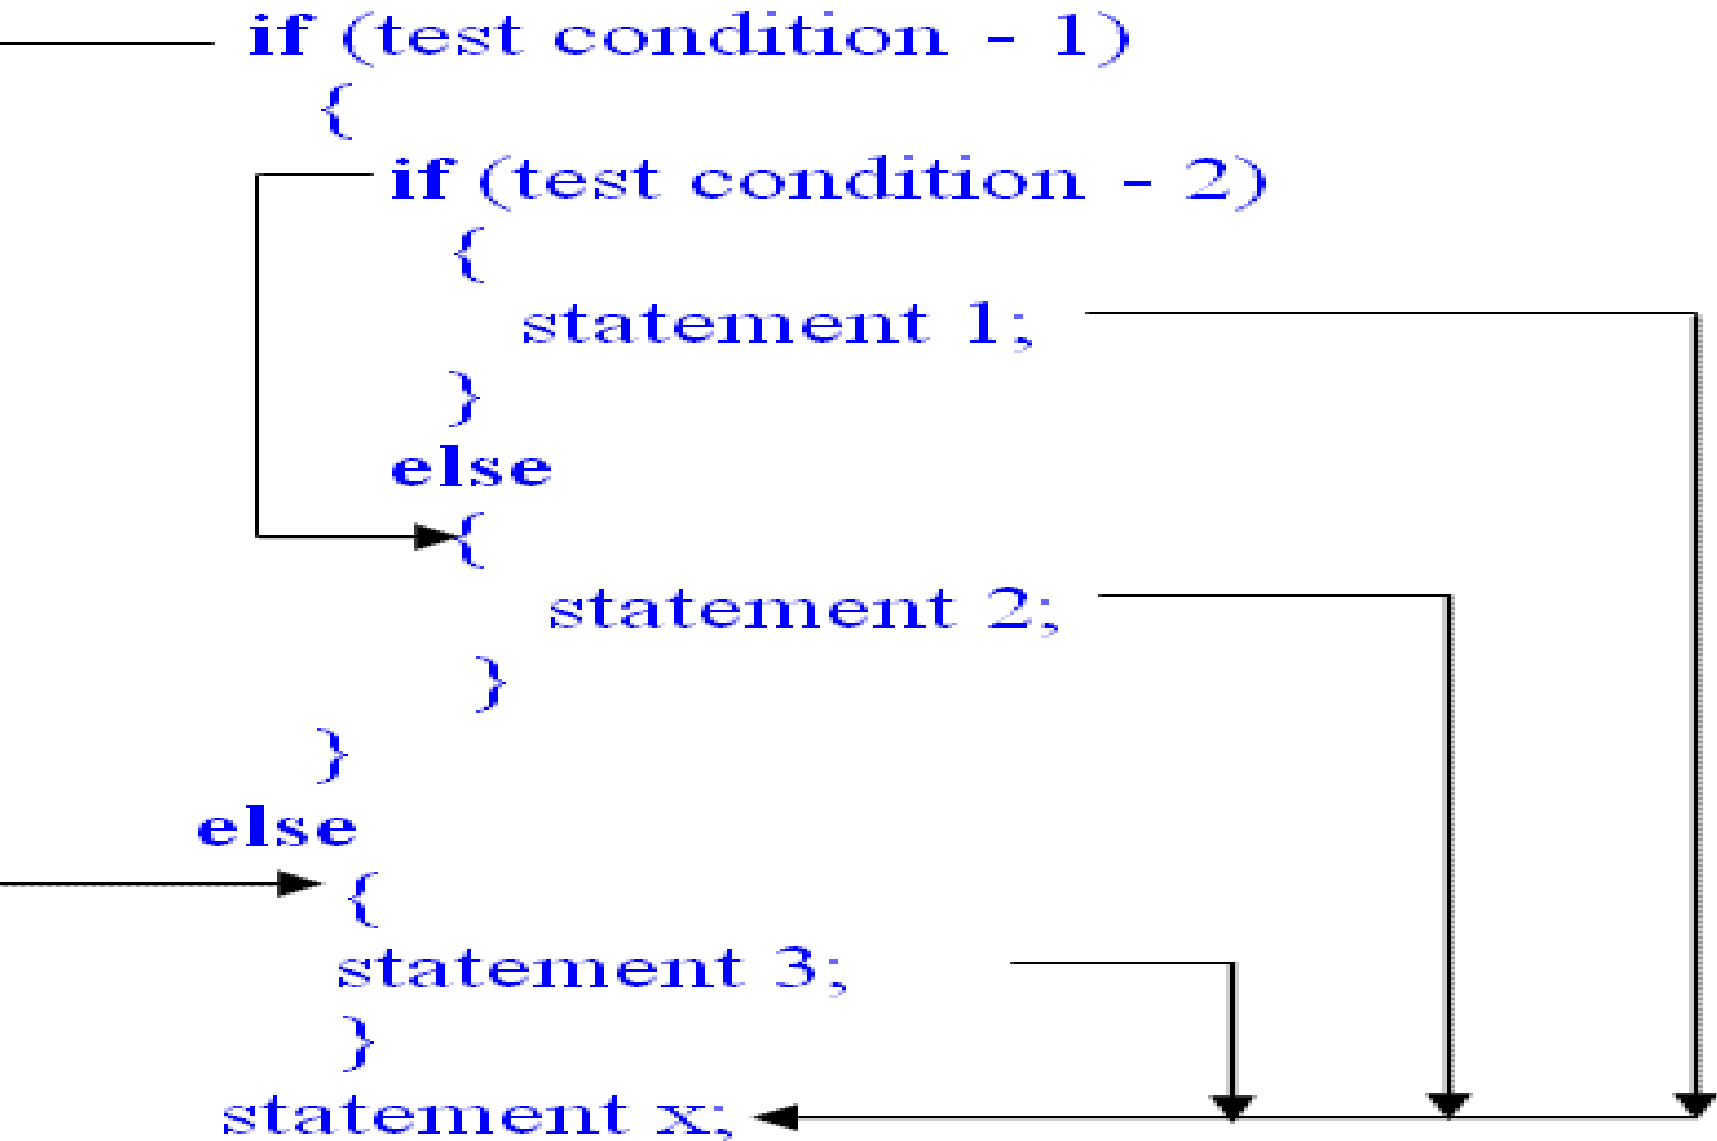 if (test condition - 1)
{
if (test condition - 2)
{
statement 1;
}
else
{
statement 2;
}
}
else
{
statement 3;
}
statement x;